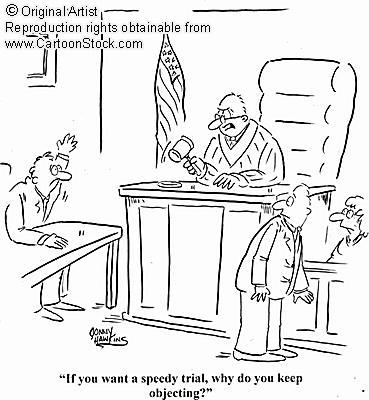 © Original Artist
Reproduction rights obtainable from
www.CartoonStock.com
DONNY
HAWKINS
"If you want a speedy trial, why do you keep
objecting?"